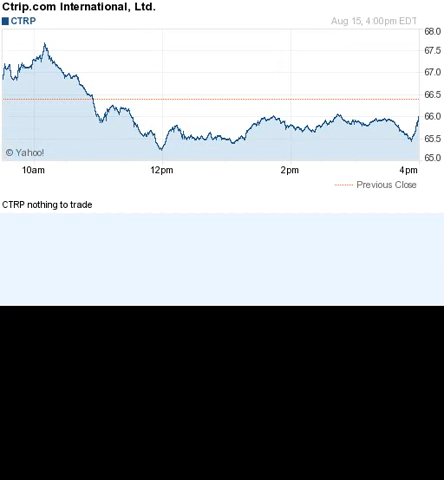 Ctrip.com International, Ltd.
CTRP Aug 15, 4:00pm EDT
68.0
67.5
67.0
66.5
66.0
65.5
65.0
© Yahoo!
10am 12pm 2pm 4pm
Previous Close
CTRP nothing to trade